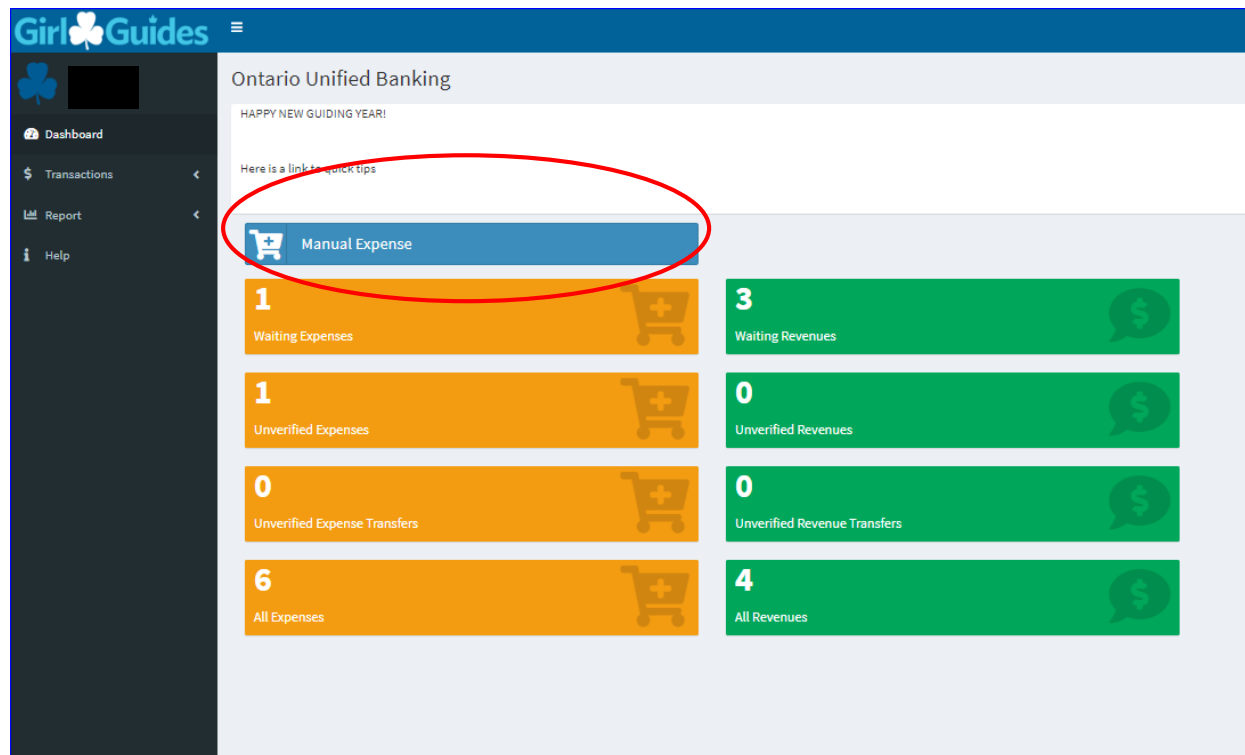 Girl Guides
Ontario Unified Banking
HAPPY NEW GUIDING YEAR!
Dashboard
Transactions
Here is a link to quick tips
Report
Manual Expense
Help
1
Waiting Expenses
3
Waiting Revenues
1
Unverified Expenses
0
Unverified Revenues
0
Unverified Expense Transfers
0
Unverified Revenue Transfers
6
All Expenses
4
All Revenues